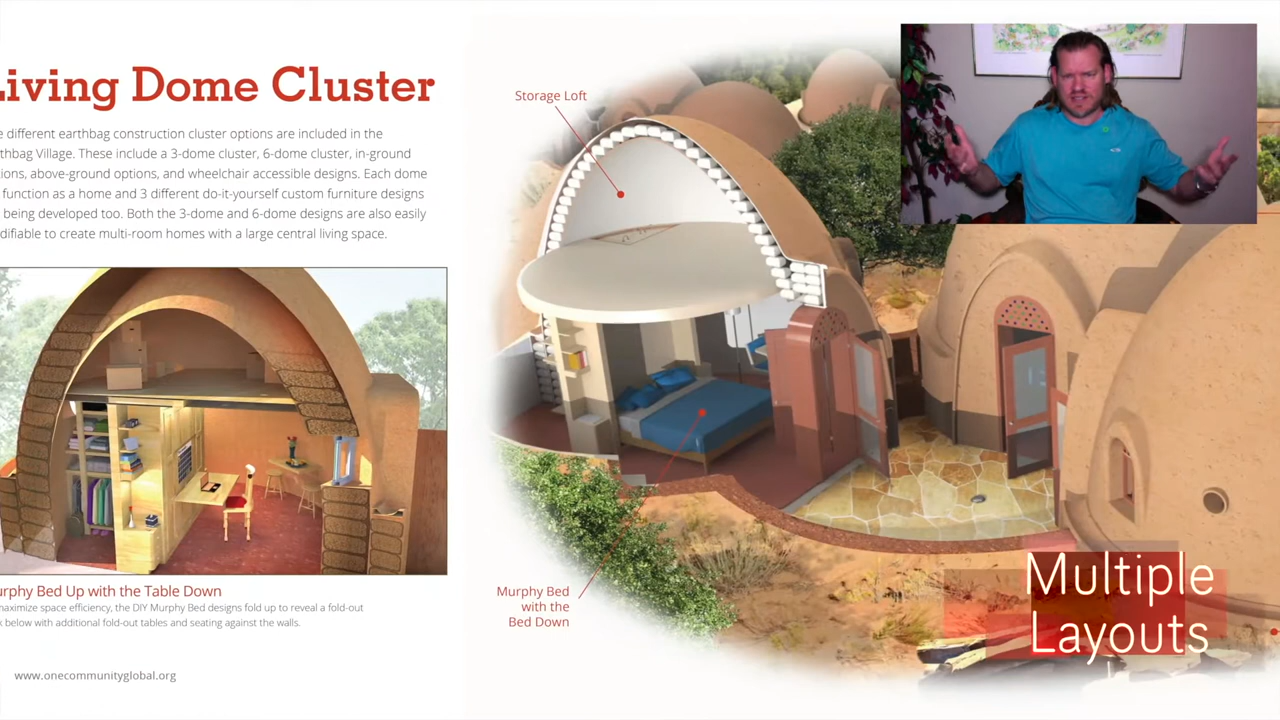 Living Dome Cluster
different earthbag construction cluster options are included in the
thbag Village. These include a 3-dome cluster, 6-dome cluster, in-ground
ions, above-ground options, and wheelchair accessible designs. Each dome
function as a home and 3 different do-it-yourself custom furniture designs
being developed too. Both the 3-dome and 6-dome designs are also easily
difiable to create multi-room homes with a large central living space.
urphy Bed Up with the Table Down
maximize space efficiency, the DIY Murphy Bed designs fold up to reveal a fold-out
k below with additional fold-out tables and seating against the walls.
www.onecommunityglobal.org
Storage Loft
Murphy Bed
with the
Bed Down
Multiple
Layouts